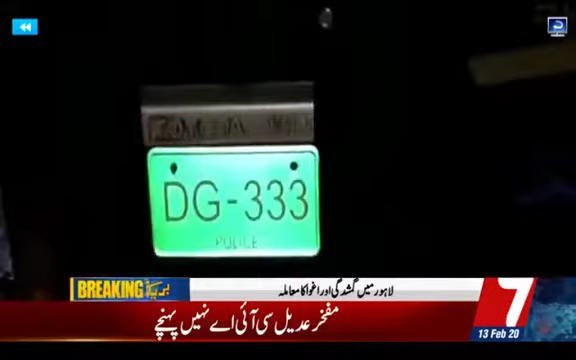 DG-333
POLICE
BREAKING
لاہور میں گمشدگی اور اغوا کا معاملہ
7
مفخر عدیل سی آئی اے نہیں پہنچے
13 Feb 20